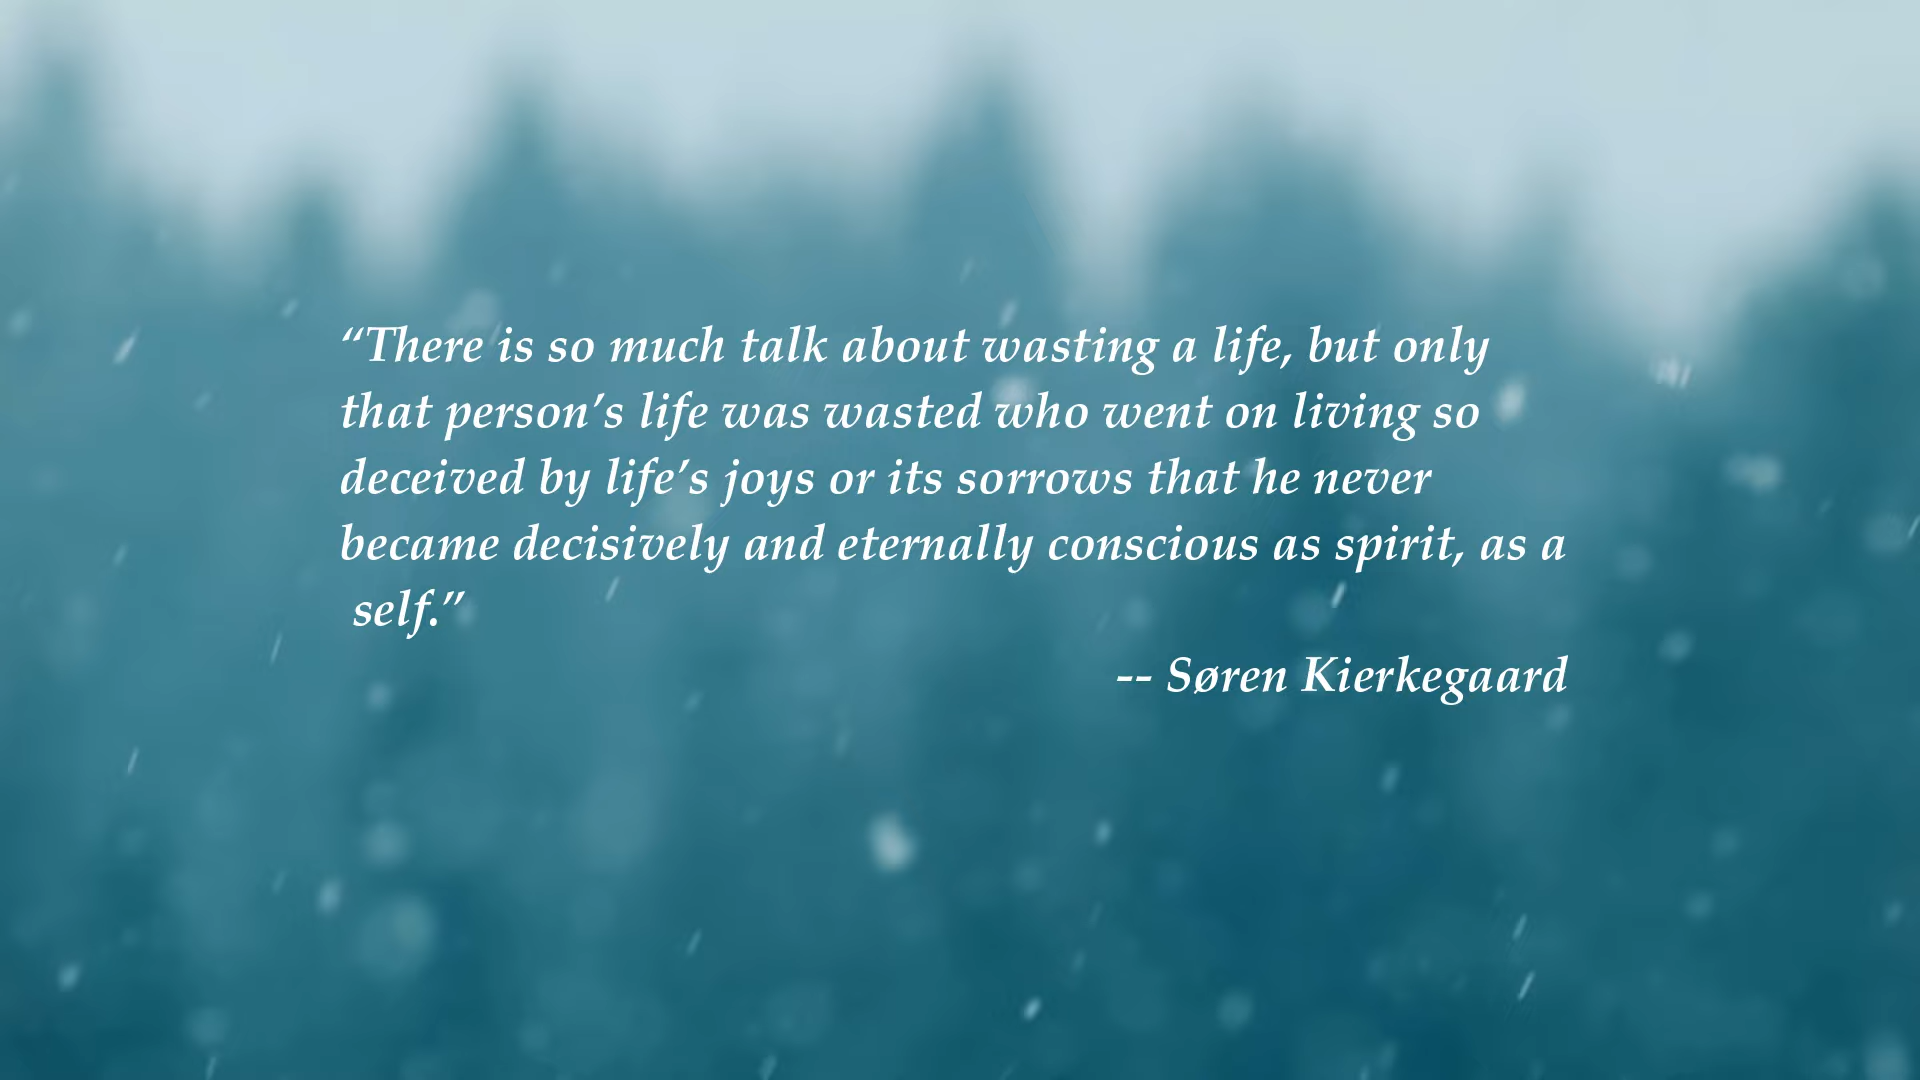 “There is so much talk about wasting a life, but only
that person’s life was wasted who went on living so
deceived by life’s joys or its sorrows that he never
became decisively and eternally conscious as spirit, as a
self.”
-- Søren Kierkegaard